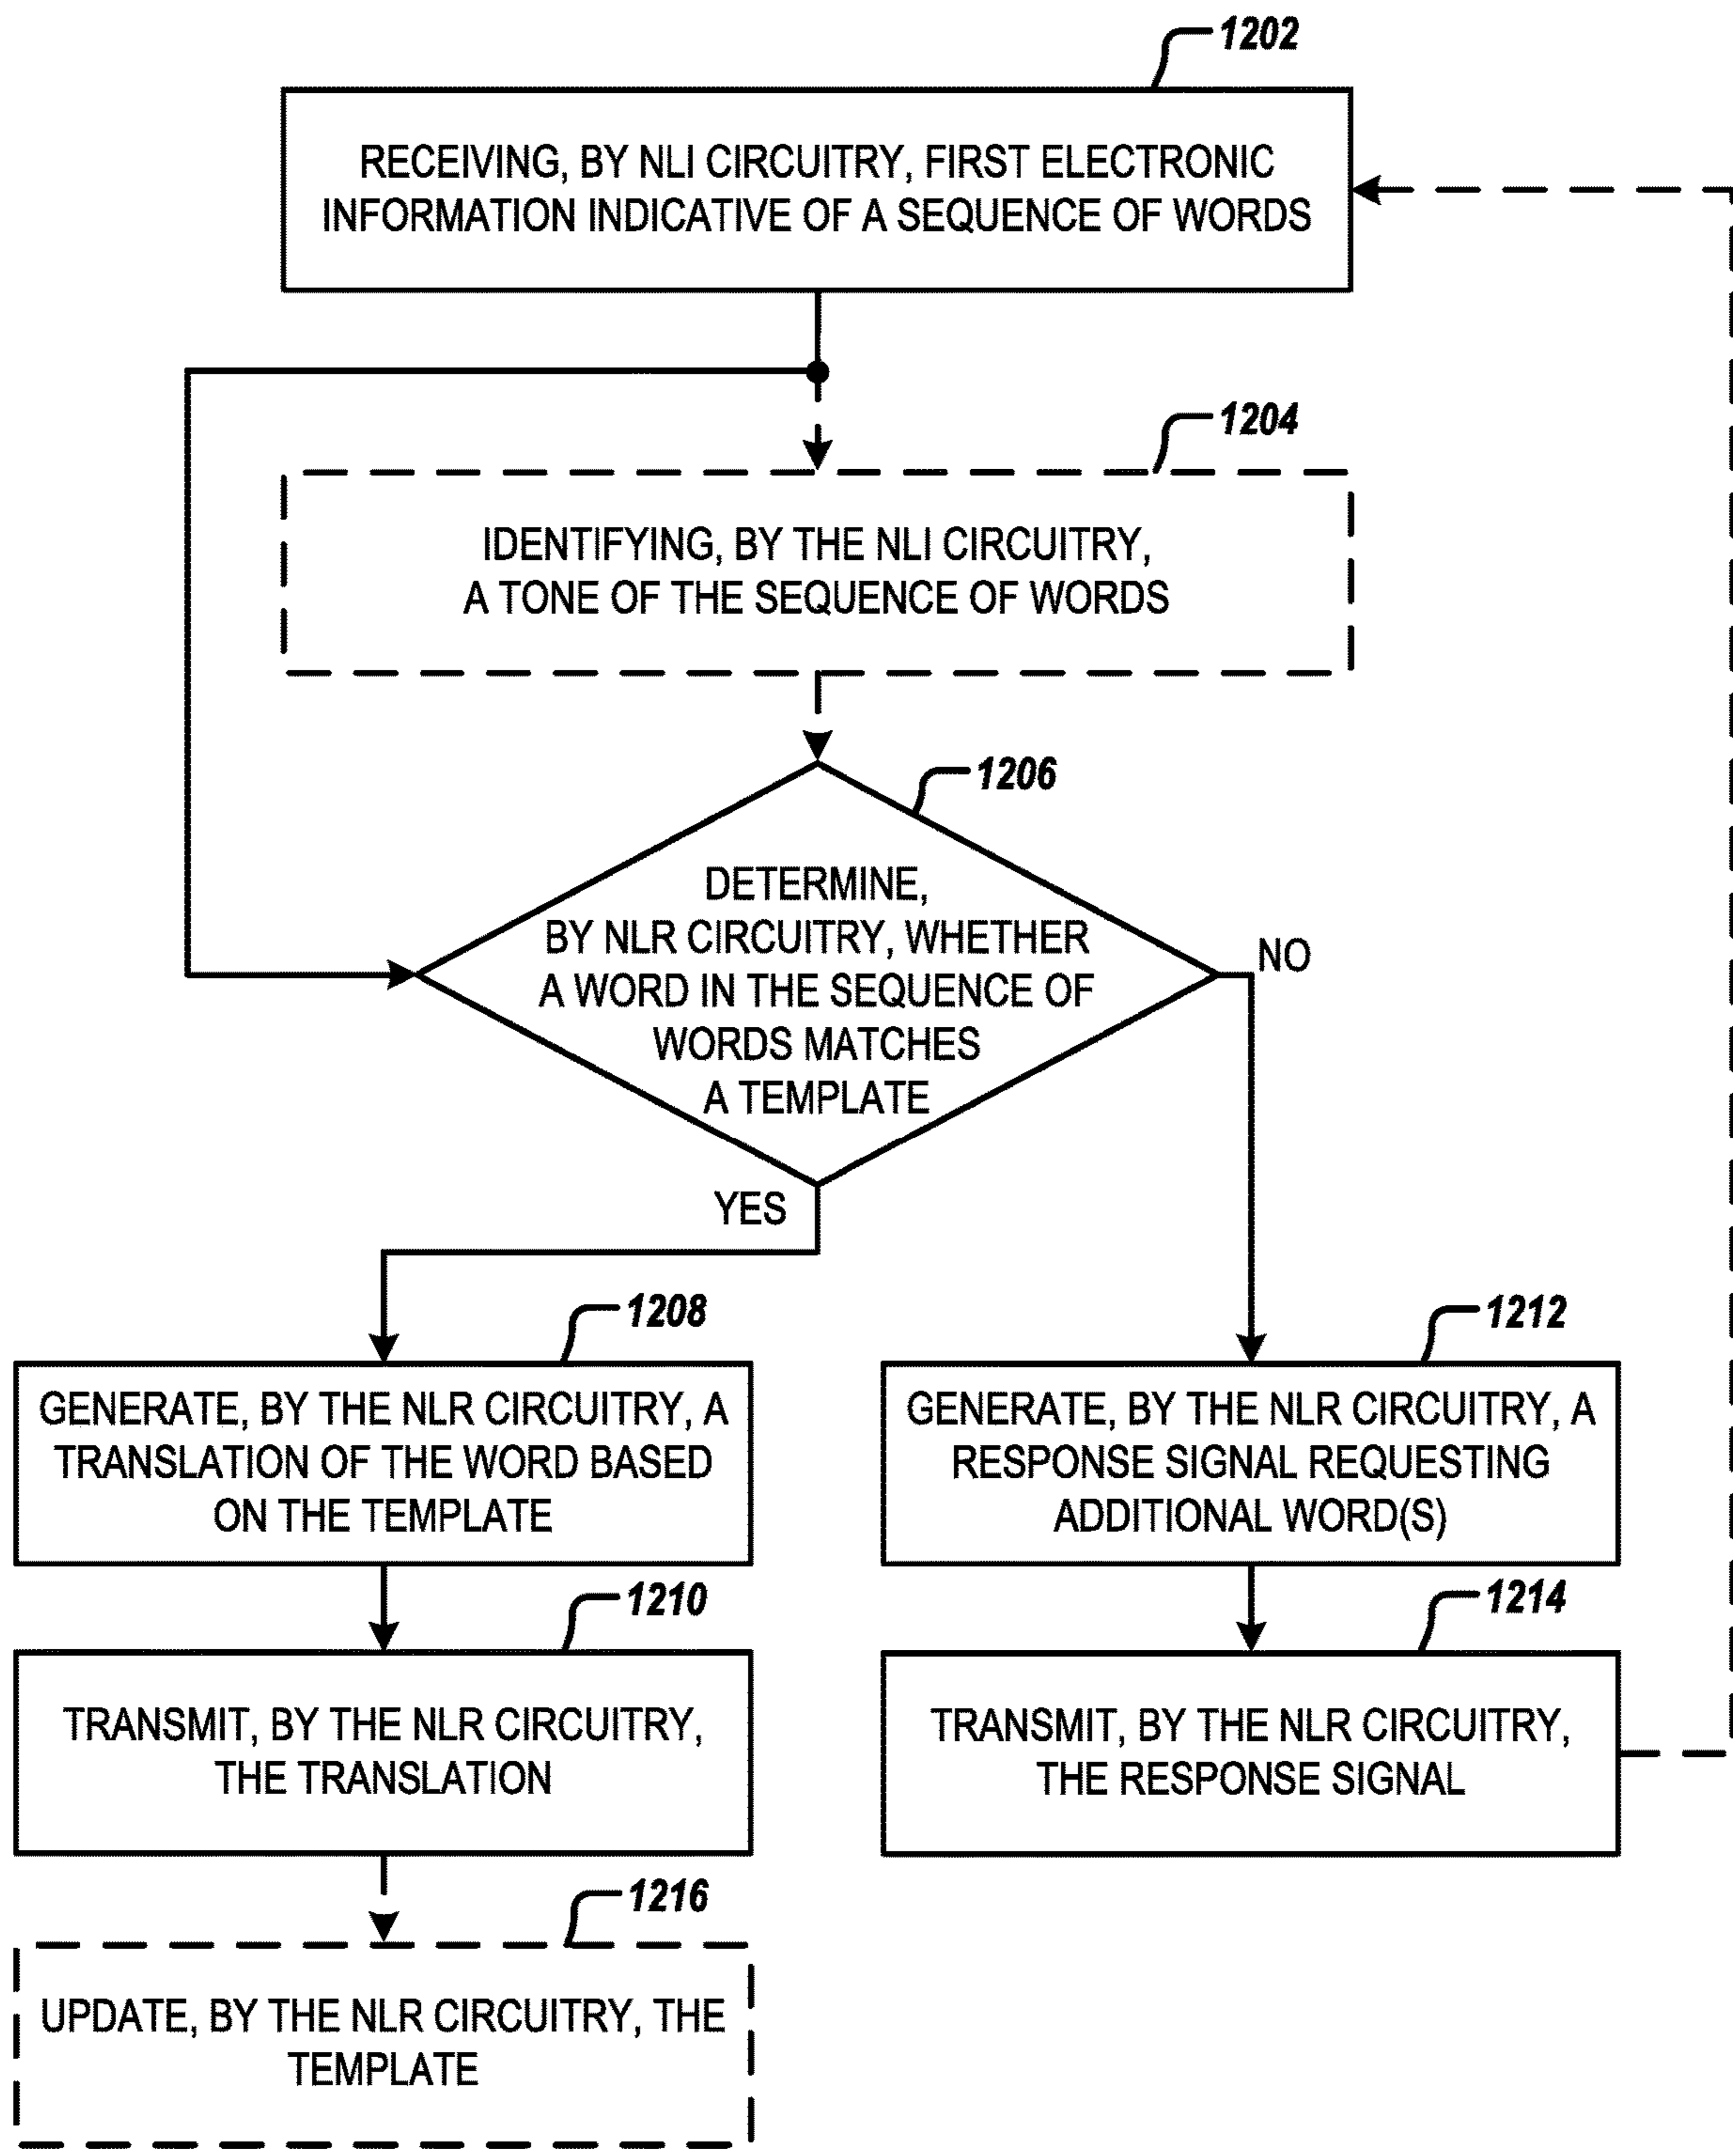 1202
RECEIVING, BY NLI CIRCUITRY, FIRST ELECTRONIC
INFORMATION INDICATIVE OF A SEQUENCE OF WORDS
1204
IDENTIFYING, BY THE NLI CIRCUITRY,
A TONE OF THE SEQUENCE OF WORDS
1206
DETERMINE,
BY NLR CIRCUITRY, WHETHER
A WORD IN THE SEQUENCE OF
WORDS MATCHES
A TEMPLATE
NO
YES
1208
GENERATE, BY THE NLR CIRCUITRY, A
TRANSLATION OF THE WORD BASED
ON THE TEMPLATE
1212
GENERATE, BY THE NLR CIRCUITRY, A
RESPONSE SIGNAL REQUESTING
ADDITIONAL WORD(S)
1210
TRANSMIT, BY THE NLR CIRCUITRY,
THE TRANSLATION
1214
TRANSMIT, BY THE NLR CIRCUITRY,
THE RESPONSE SIGNAL
1216
UPDATE, BY THE NLR CIRCUITRY, THE
TEMPLATE